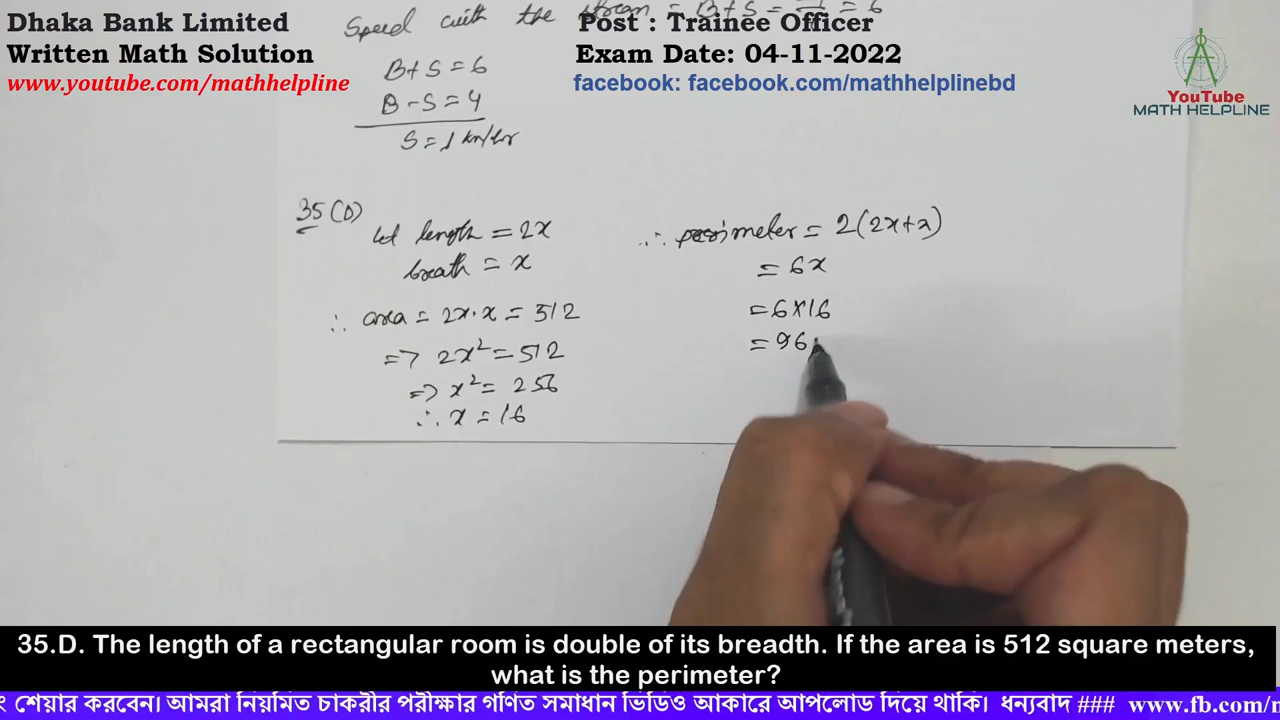 Speed with the stream = B+S = = 6
Dhaka Bank Limited
Post : Trainee Officer
Written Math Solution
Exam Date: 04-11-2022
www.youtube.com/mathhelpline
facebook: facebook.com/mathhelplinebd
YouTube
MATH HELPLINE
B+S = 6
B-S = 4
S = 1 km/hr
35(D)
let length = 2x
breath = x
∴ area = 2x·x = 512
=> 2x² = 512
=> x² = 256
∴ x = 16
∴ perimeter = 2(2x+x)
= 6x
= 6×16
= 96
35.D. The length of a rectangular room is double of its breadth. If the area is 512 square meters,
what is the perimeter?
ং শেয়ার করবেন। আমরা নিয়মিত চাকরীর পরীক্ষার গণিত সমাধান ভিডিও আকারে আপলোড দিয়ে থাকি। ধন্যবাদ ### www.fb.com/m